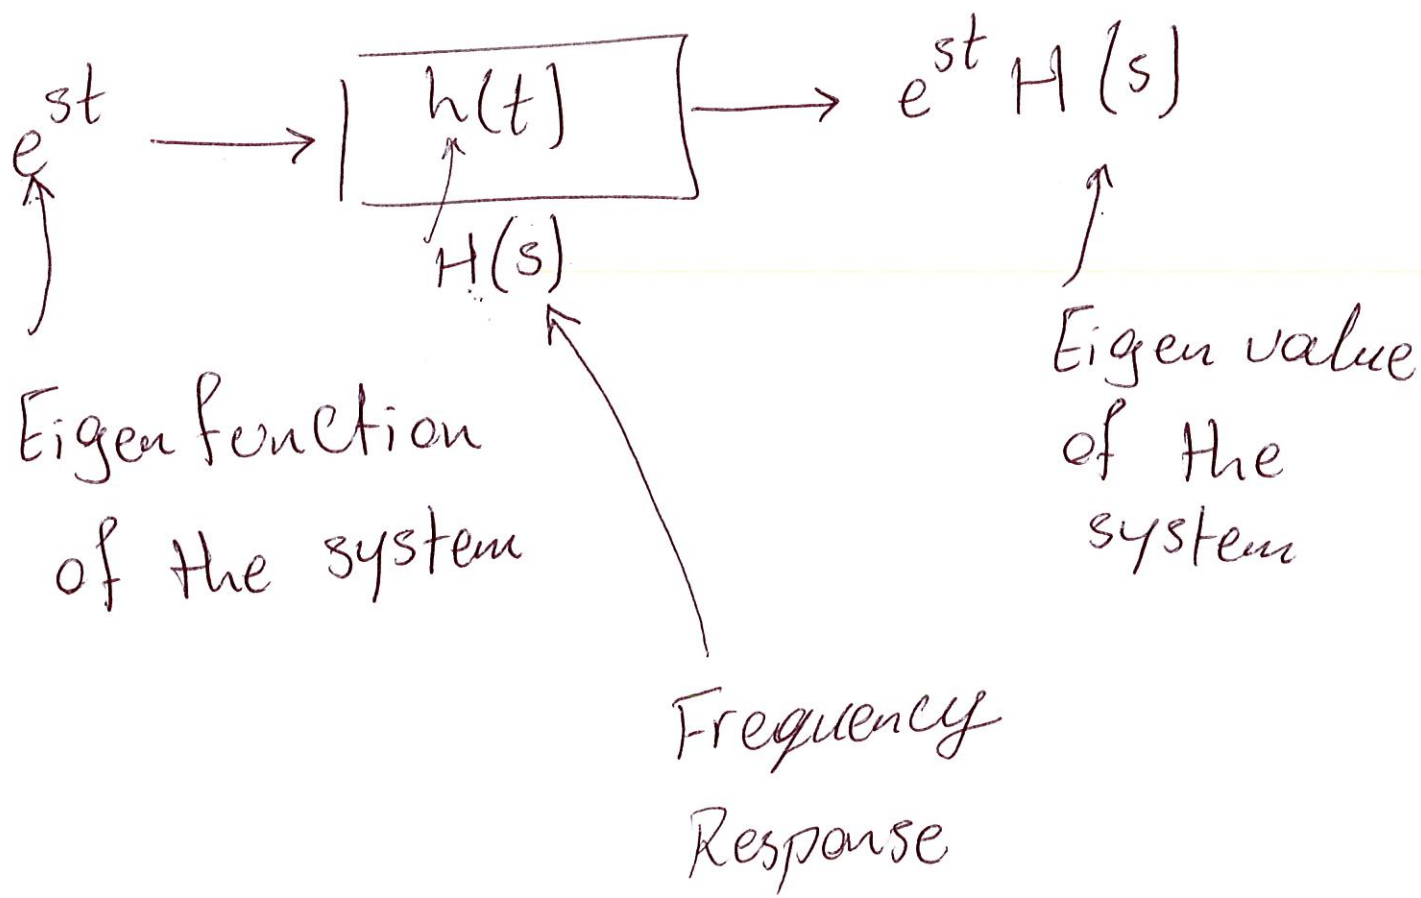 e^st → h(t) → e^st H(s)
H(s)
Eigen function
of the system
Eigen value
of the
system
Frequency
Response